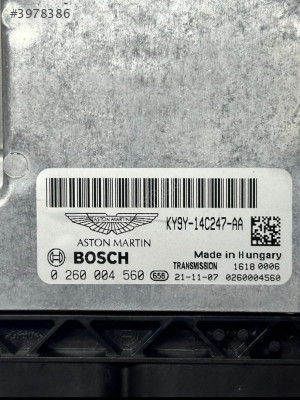 #3978386
ASTON MARTIN
KY9Y-14C247-AA
ASTON MARTIN
BOSCH
Made in Hungary
TRANSMISSION 1618 0006
0 260 004 560 656 21-11-07 0260004560